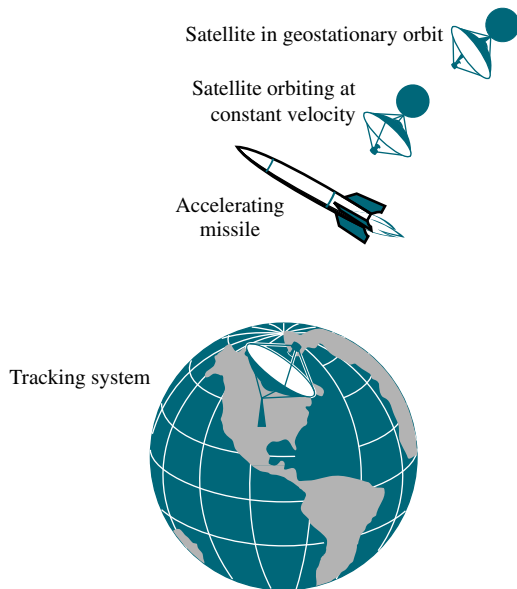 Satellite in geostationary orbit
Satellite orbiting at
constant velocity
Accelerating
missile
Tracking system